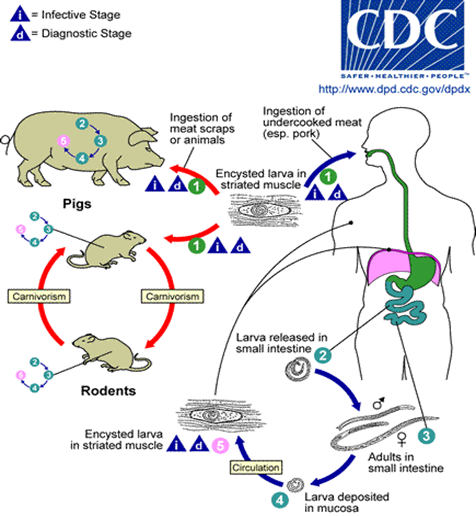 i = Infective Stage
d = Diagnostic Stage
CDC
SAFER • HEALTHIER • PEOPLE™
http://www.dpd.cdc.gov/dpdx
Ingestion of
meat scraps
or animals
Ingestion of
undercooked meat
(esp. pork)
2
5
3
4
Pigs
i d 1
Encysted larva in
striated muscle
1
i d
1 i d
2
5 3
4
Carnivorism
Carnivorism
2
5 3
4
Rodents
Larva released in
small intestine
2
3
Adults in
small intestine
♂
♀
Encysted larva
in striated muscle
i d 5
Circulation
4
Larva deposited
in mucosa